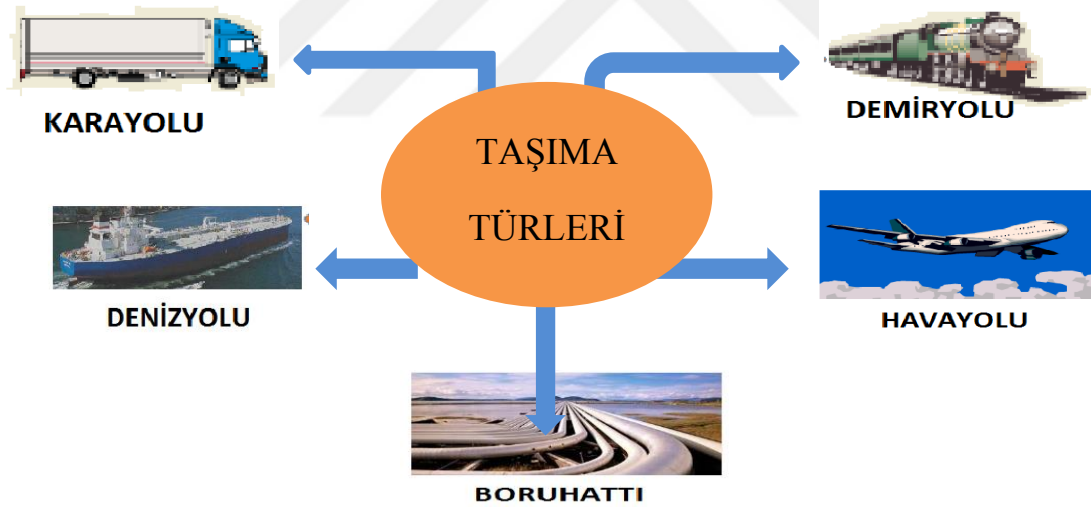 KARAYOLU
DEMİRYOLU
TAŞIMA
TÜRLERİ
DENİZYOLU
HAVAYOLU
BORUHATTI